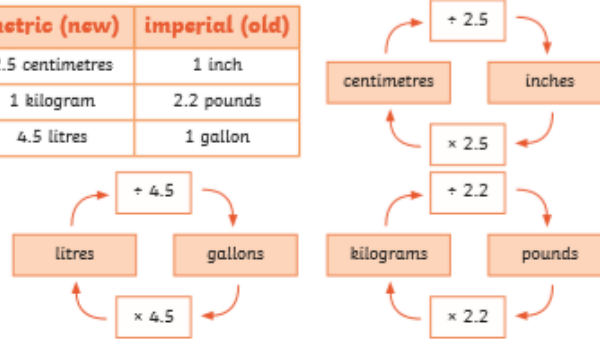 etric (new) imperial (old)
.5 centimetres 1 inch
1 kilogram 2.2 pounds
4.5 litres 1 gallon
÷ 2.5
centimetres inches
× 2.5
÷ 4.5
litres gallons
× 4.5
÷ 2.2
kilograms pounds
× 2.2